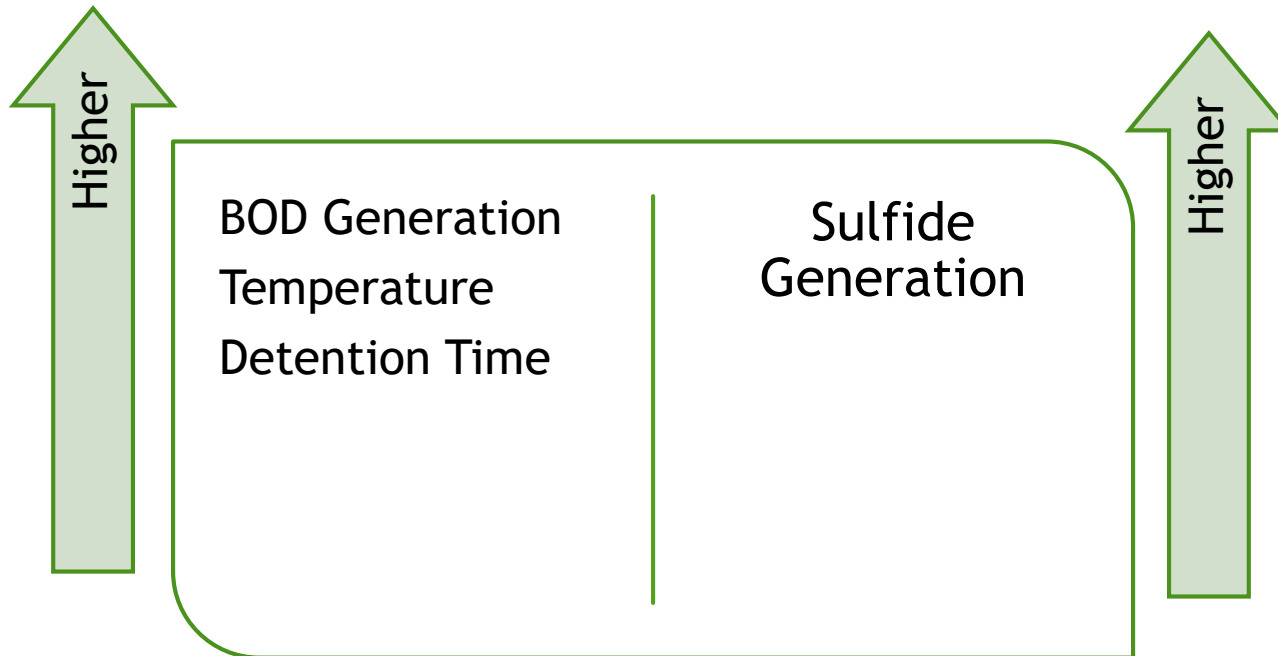 Higher
BOD Generation
Temperature
Detention Time
Sulfide
Generation
Higher